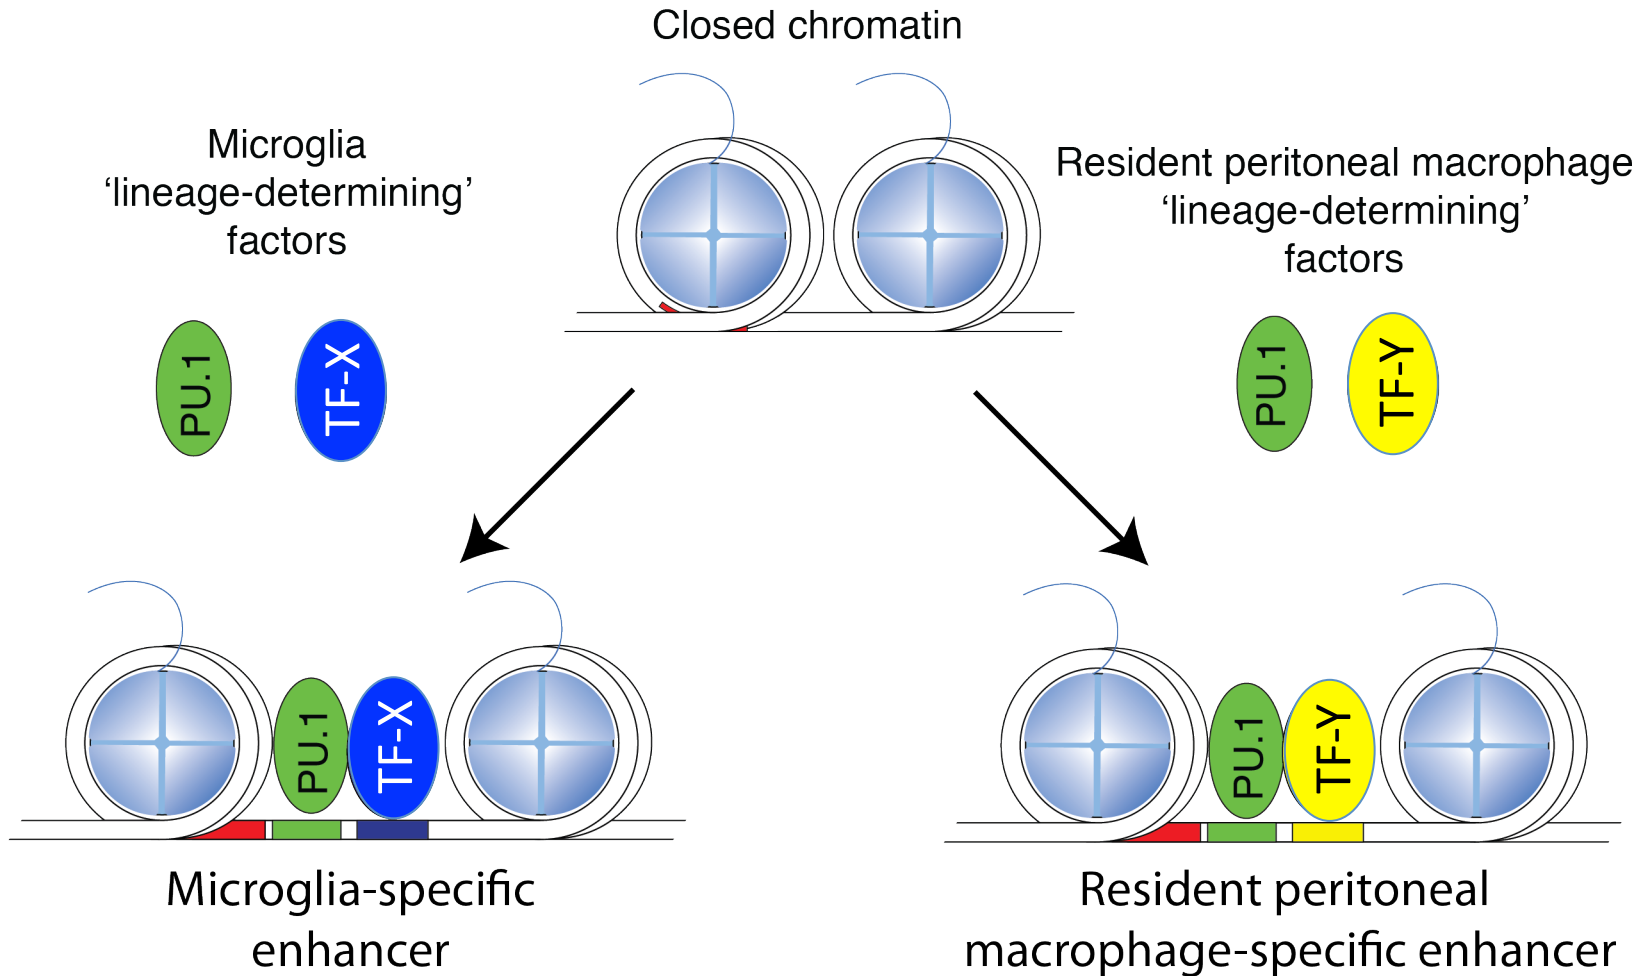 Closed chromatin
Microglia
‘lineage-determining’
factors
Resident peritoneal macrophage
‘lineage-determining’
factors
PU.1
TF-X
PU.1
TF-Y
PU.1
TF-X
PU.1
TF-Y
Microglia-specific
enhancer
Resident peritoneal
macrophage-specific enhancer